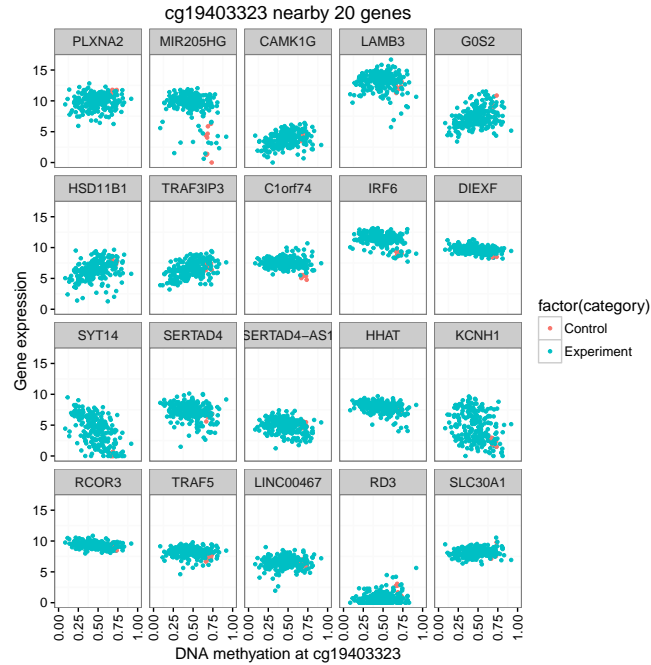 cg19403323 nearby 20 genes
PLXNA2 MIR205HG CAMK1G LAMB3 G0S2
15
10
5
0
HSD11B1 TRAF3IP3 C1orf74 IRF6 DIEXF
15
10
5
0
SYT14 SERTAD4 SERTAD4−AS1 HHAT KCNH1
15
10
5
0
RCOR3 TRAF5 LINC00467 RD3 SLC30A1
15
10
5
0
0.00 0.25 0.50 0.75 1.00 0.00 0.25 0.50 0.75 1.00 0.00 0.25 0.50 0.75 1.00 0.00 0.25 0.50 0.75 1.00 0.00 0.25 0.50 0.75 1.00
DNA methyation at cg19403323
Gene expression
factor(category)
Control
Experiment